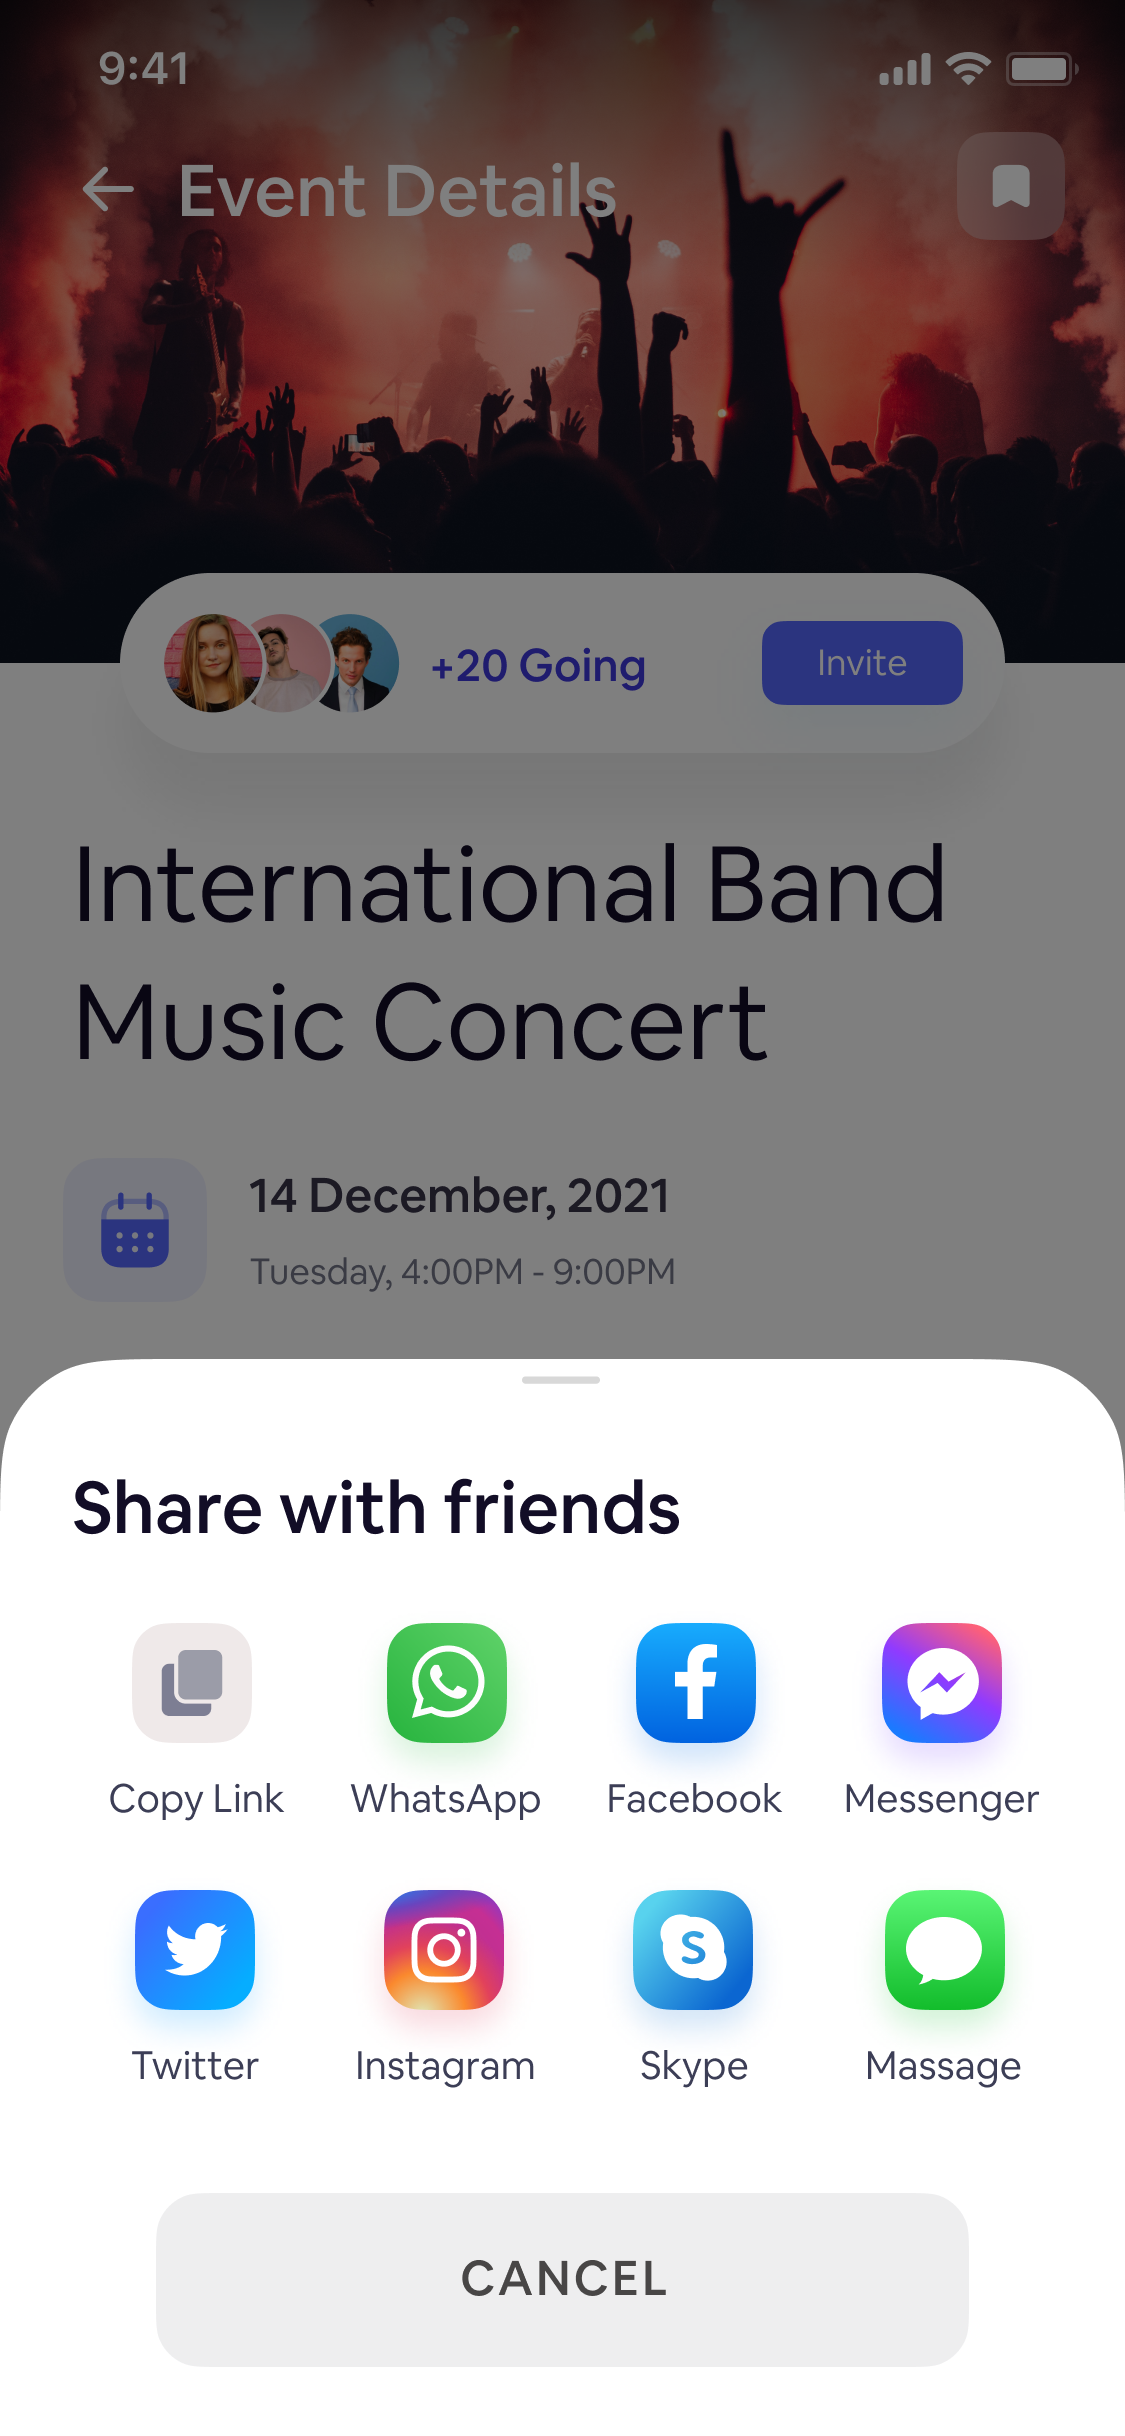 9:41
Event Details
+20 Going
Invite
International Band
Music Concert
14 December, 2021
Tuesday, 4:00PM - 9:00PM
Share with friends
Copy Link
WhatsApp
Facebook
Messenger
Twitter
Instagram
Skype
Massage
CANCEL